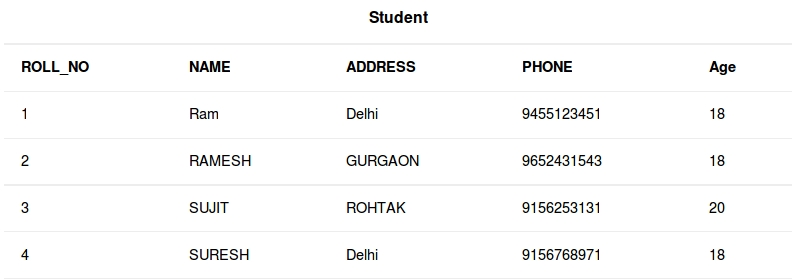 Student
ROLL_NO NAME ADDRESS PHONE Age
1 Ram Delhi 9455123451 18
2 RAMESH GURGAON 9652431543 18
3 SUJIT ROHTAK 9156253131 20
4 SURESH Delhi 9156768971 18